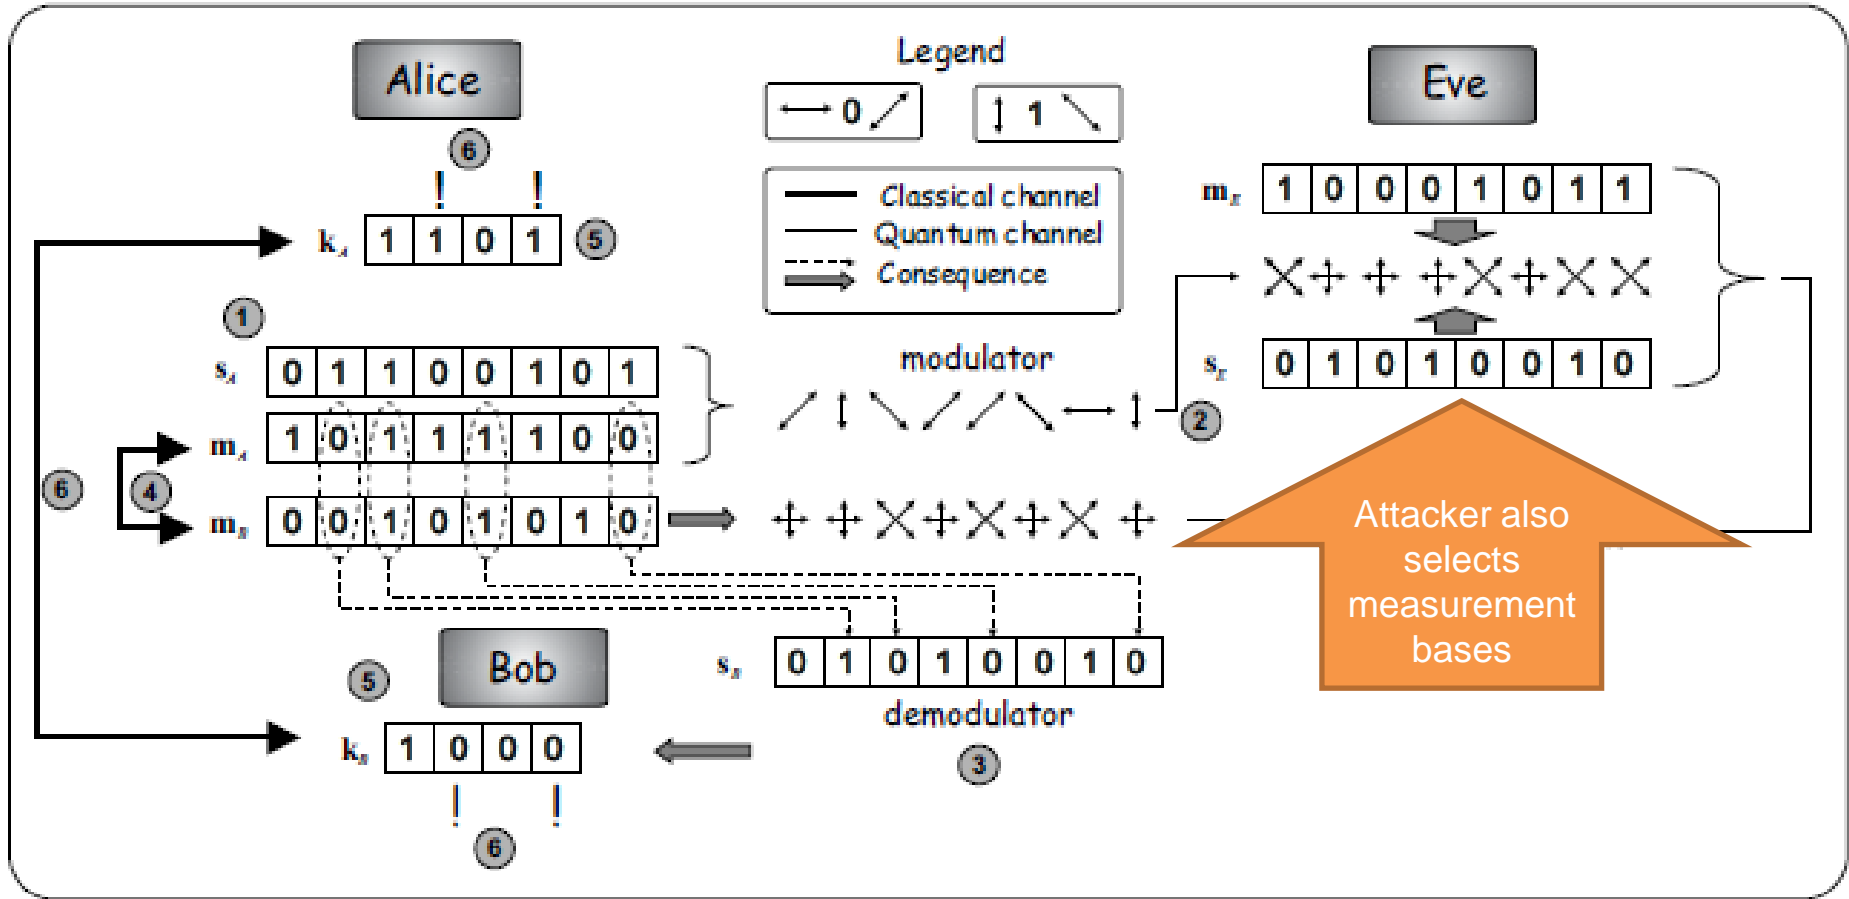 Alice
Legend
Eve
0
1
6
! !
k_A 1 1 0 1 5
Classical channel
Quantum channel
Consequence
m_E 1 0 0 0 1 0 1 1
1
s_A 0 1 1 0 0 1 0 1
modulator
s_E 0 1 0 1 0 0 1 0
m_A 1 0 1 1 1 1 0 0
2
6
4
m_B 0 0 1 0 1 0 1 0
Attacker also
selects
measurement
bases
5
Bob
s_B 0 1 0 1 0 0 1 0
demodulator
3
k_B 1 0 0 0
! !
6